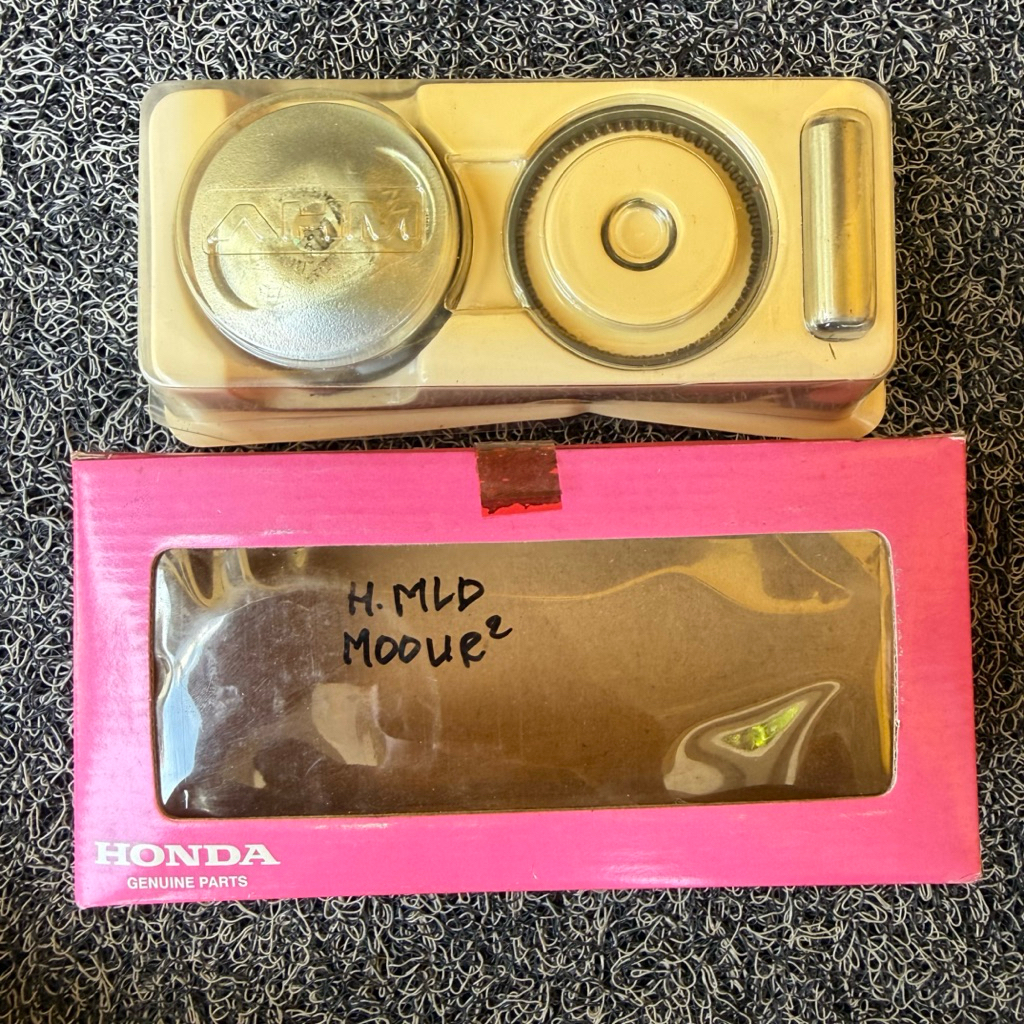 AHM
H. MLD
MOOUR²
HONDA
GENUINE PARTS